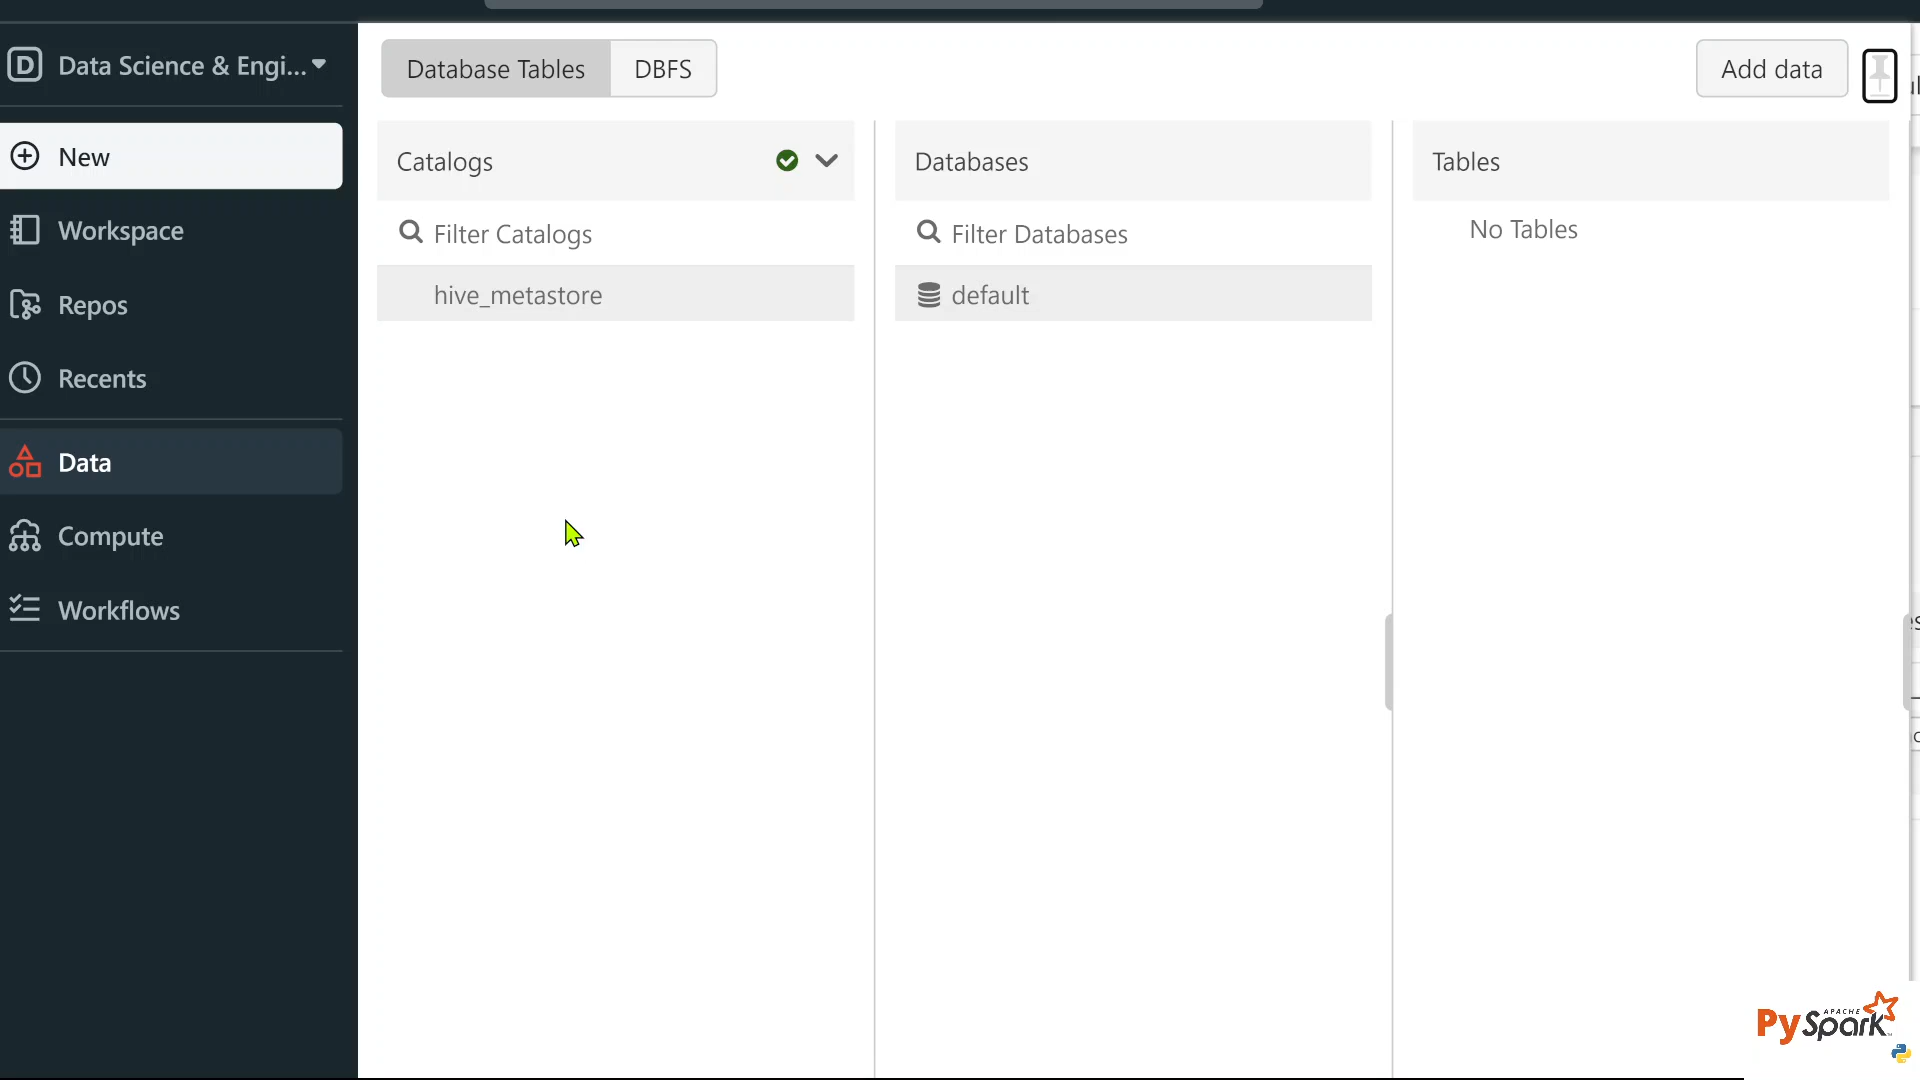 D Data Science & Engi...
New
Workspace
Repos
Recents
Data
Compute
Workflows
Database Tables
DBFS
Add data
Catalogs
Filter Catalogs
hive_metastore
Databases
Filter Databases
default
Tables
No Tables
APACHE
PySpark